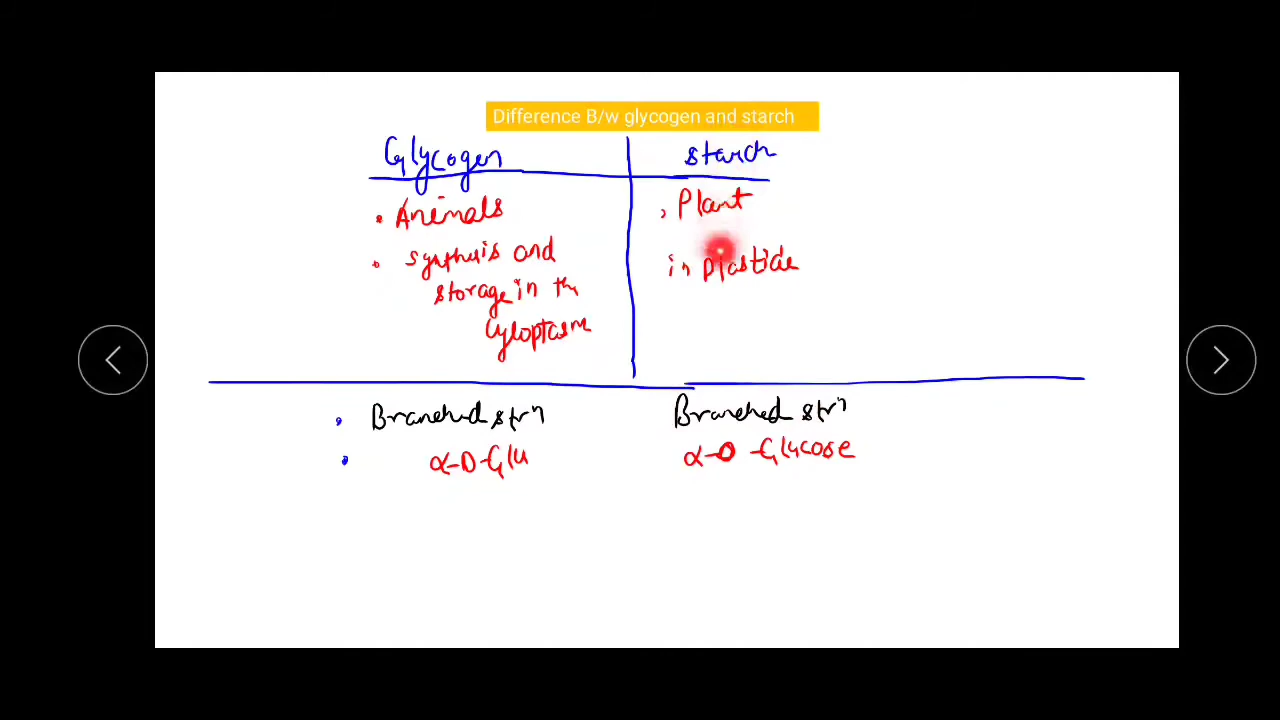 Difference B/w glycogen and starch
Glycogen
starch
Animals
Plant
synthesis and
in Plastide
storage in the
Cytoplasm
Branched str
Branched str
α-D-Glu
α-D-Glucose